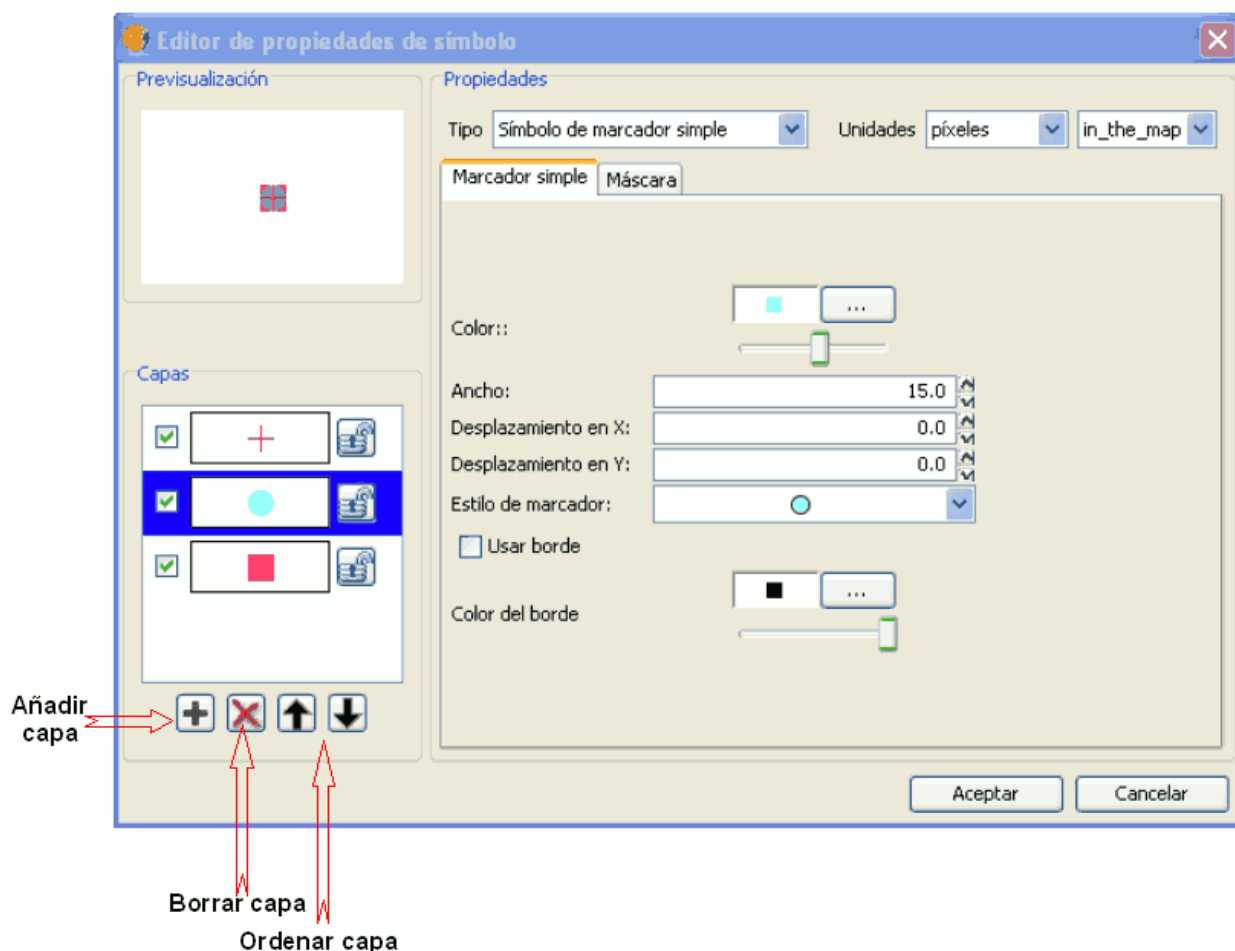 Editor de propiedades de símbolo
Previsualización
Propiedades
Tipo Símbolo de marcador simple Unidades píxeles in_the_map
Marcador simple Máscara
Color:: ...
Ancho: 15.0
Desplazamiento en X: 0.0
Desplazamiento en Y: 0.0
Estilo de marcador:
Usar borde
Color del borde ...
Capas
Añadir
capa
Aceptar Cancelar
Borrar capa
Ordenar capa